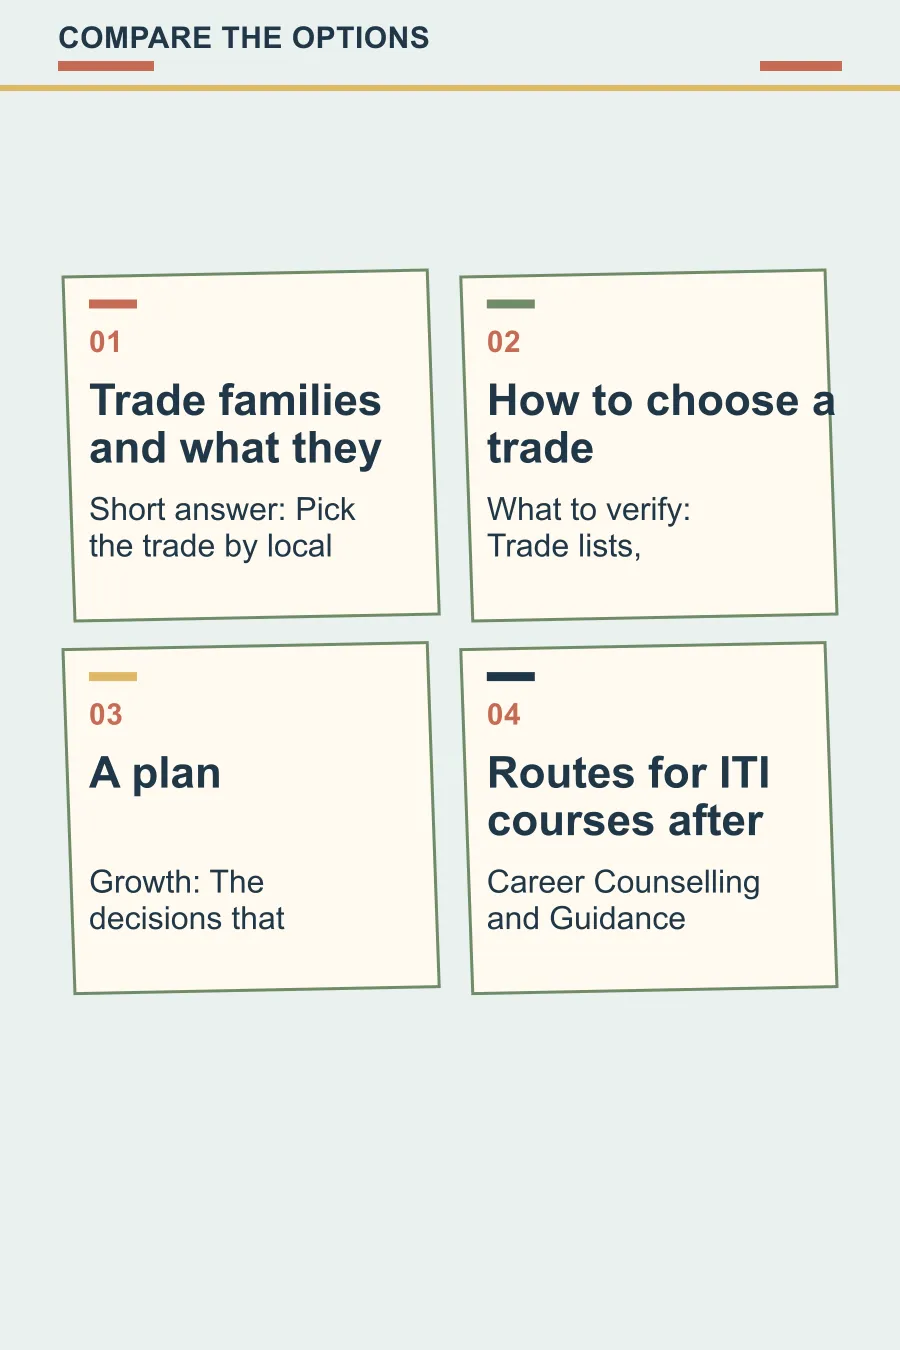 COMPARE THE OPTIONS
01
Trade families
and what they
Short answer: Pick
the trade by local
02
How to choose a
trade
What to verify:
Trade lists,
03
A plan
Growth: The
decisions that
04
Routes for ITI
courses after
Career Counselling
and Guidance